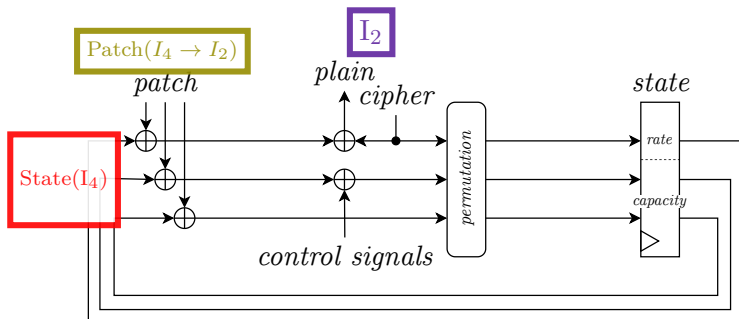 I₂
Patch(I₄ → I₂)
plain
patch
cipher
state
State(I₄)
rate
permutation
capacity
control signals